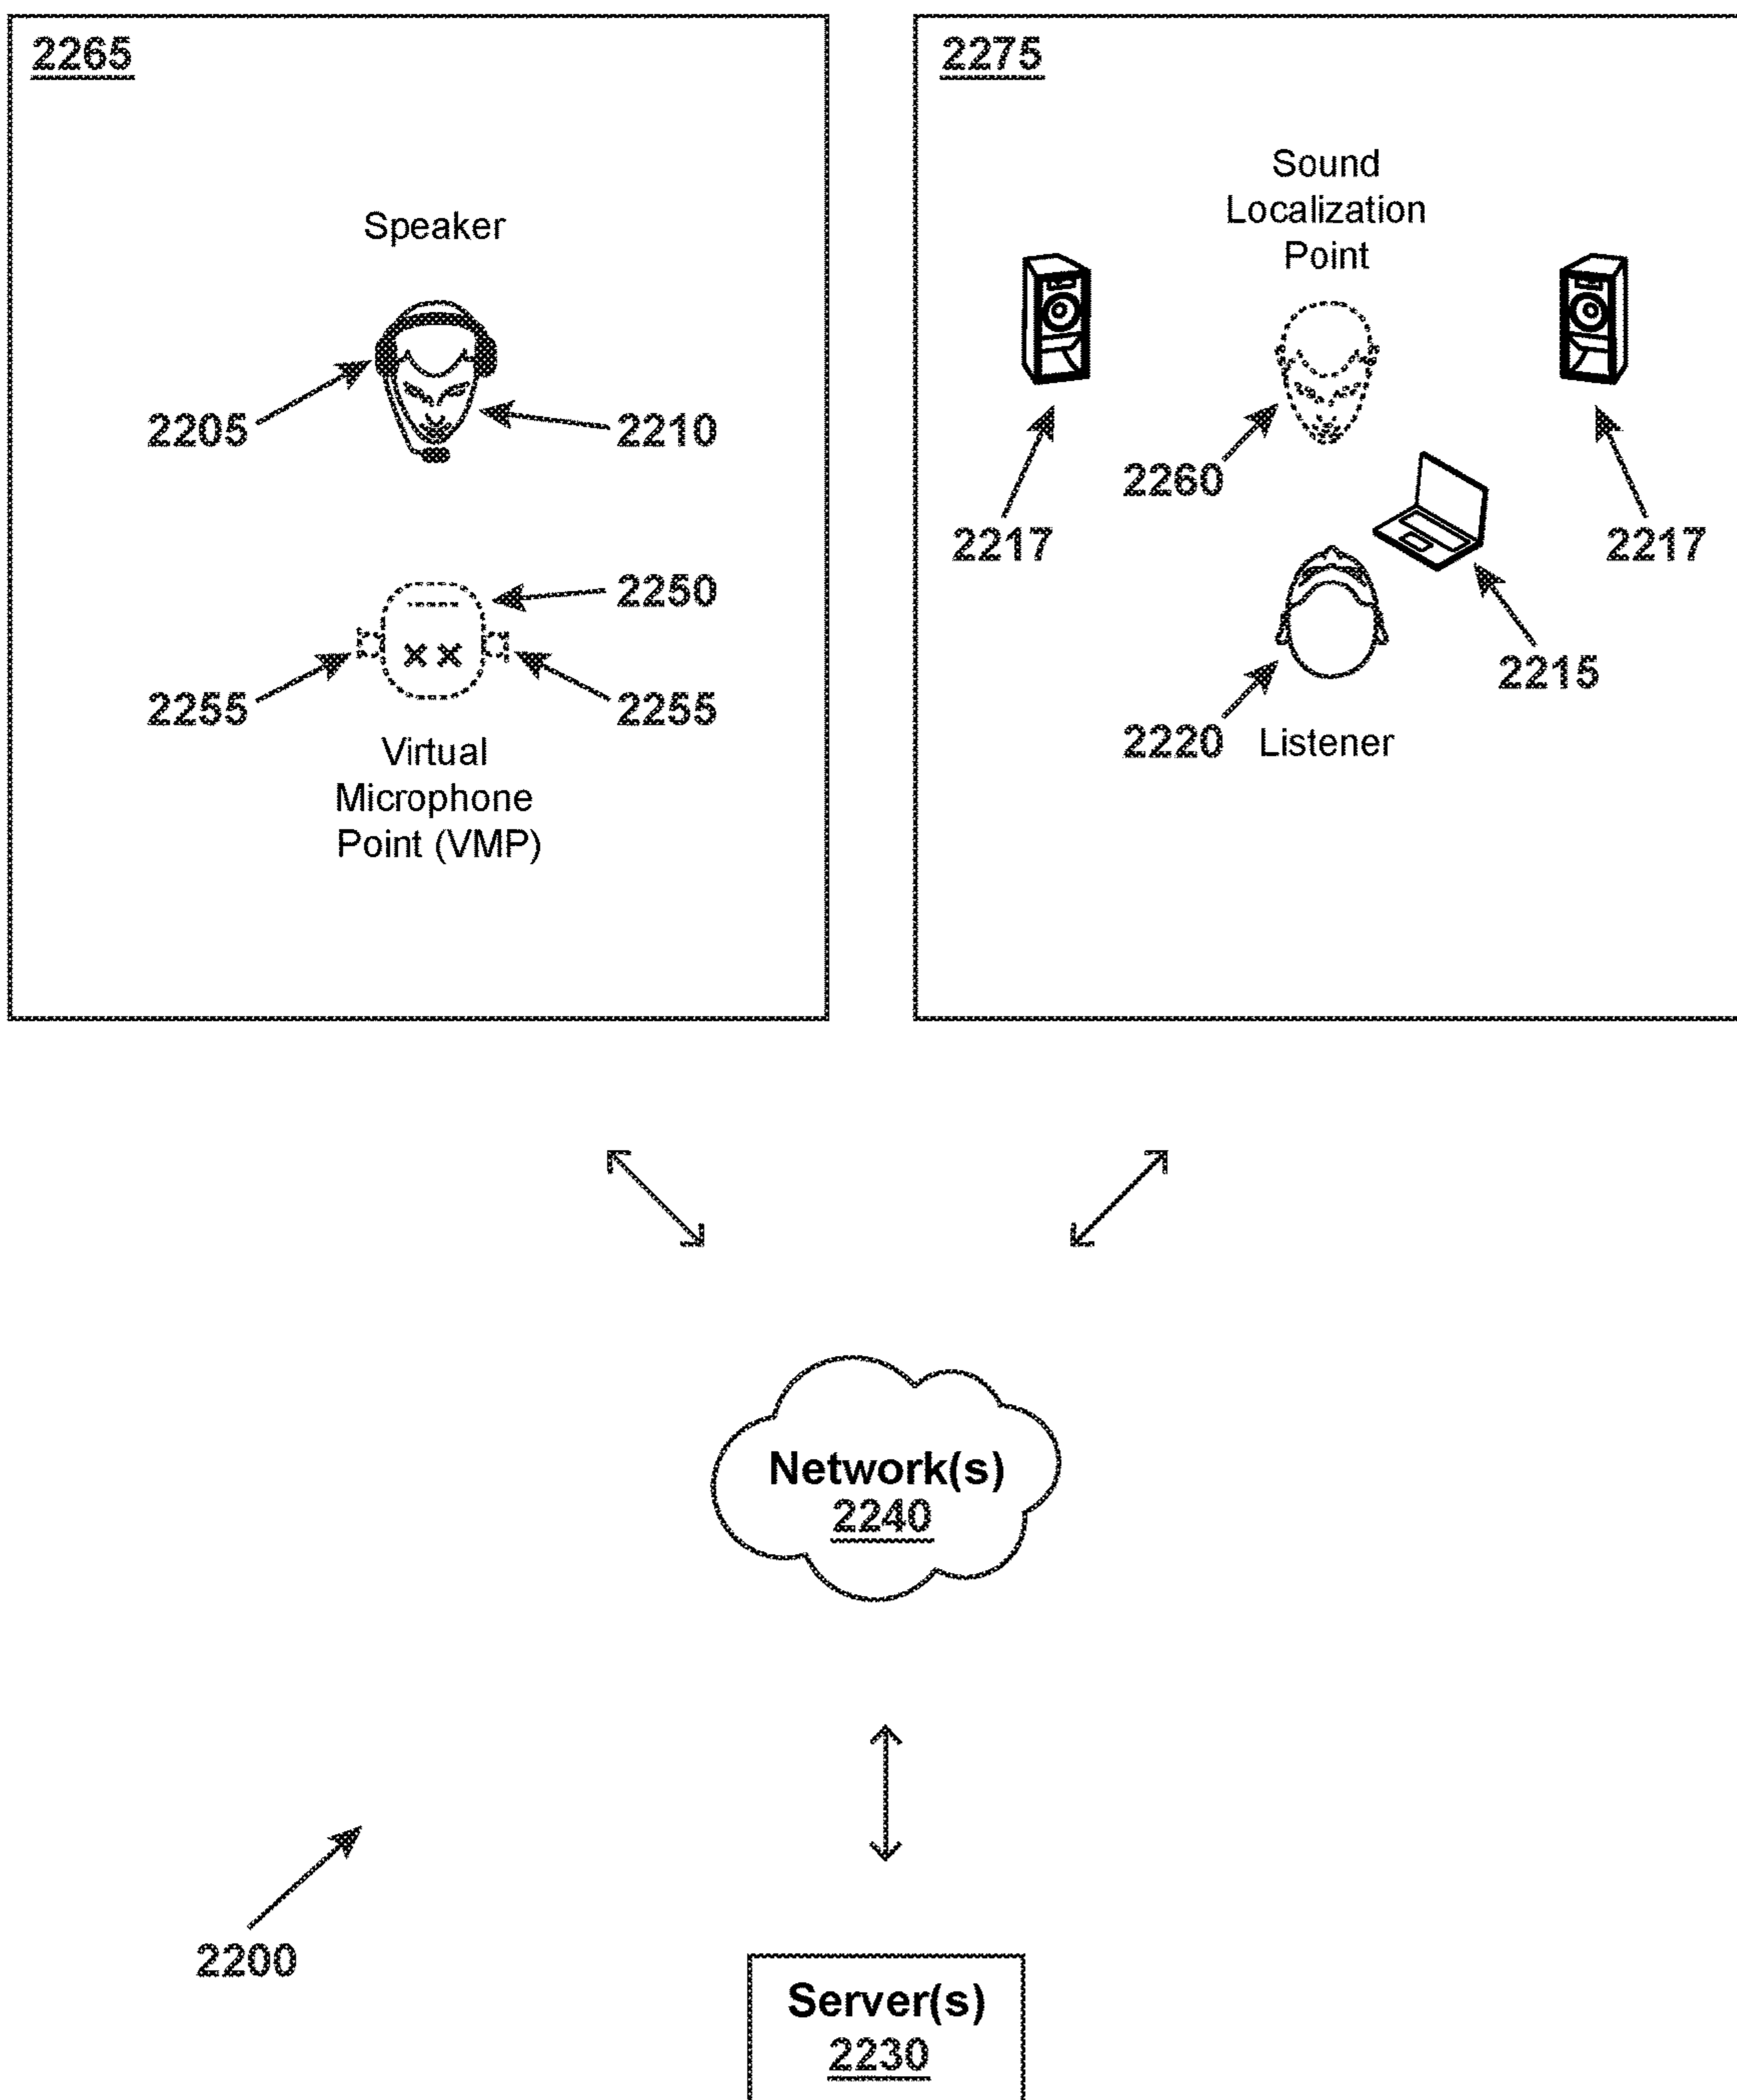 2265
Speaker
2205
2210
2250
2255
2255
Virtual
Microphone
Point (VMP)
2275
Sound
Localization
Point
2260
2217
2217
2215
2220
Listener
Network(s)
2240
2200
Server(s)
2230